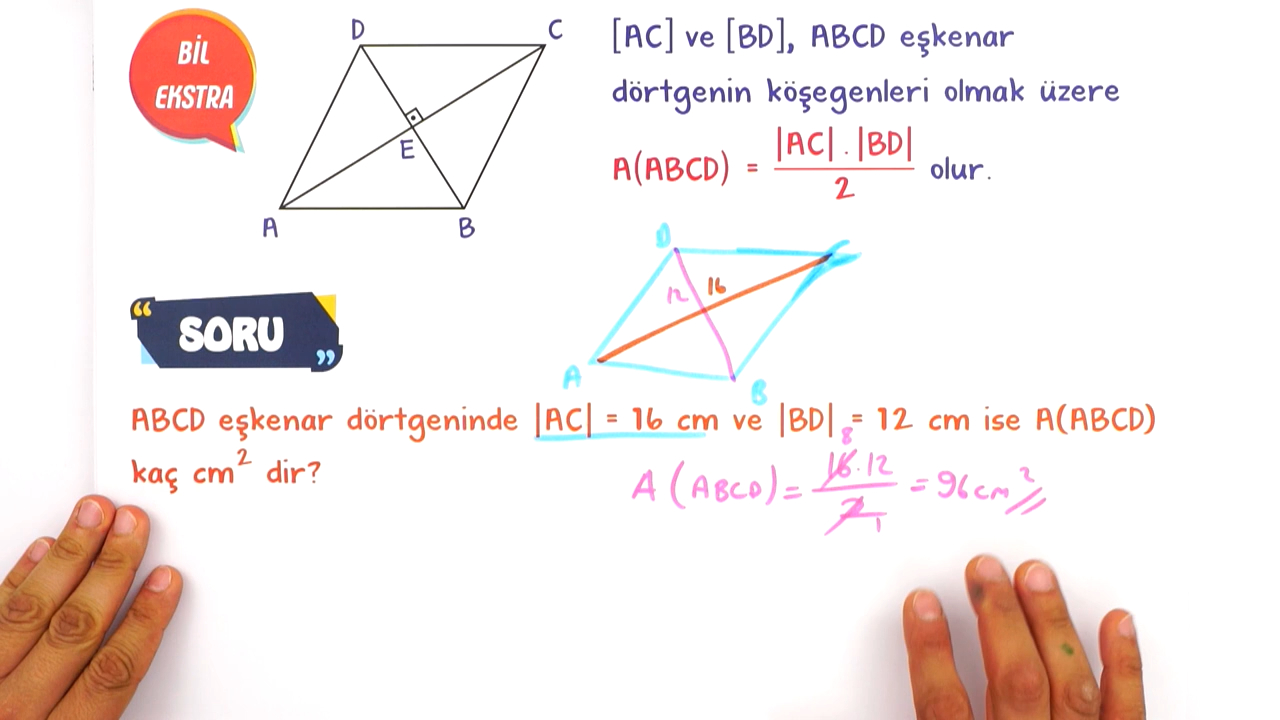 BİL
EKSTRA
D
C
E
A
B
[AC] ve [BD], ABCD eşkenar
dörtgenin köşegenleri olmak üzere
A(ABCD) = |AC| . |BD| / 2 olur.
D
12
16
A
B
“ SORU ”
ABCD eşkenar dörtgeninde |AC| = 16 cm ve |BD| = 12 cm ise A(ABCD)
kaç cm² dir?
8
A (ABCD) = 16.12 / 2 = 96 cm²
1